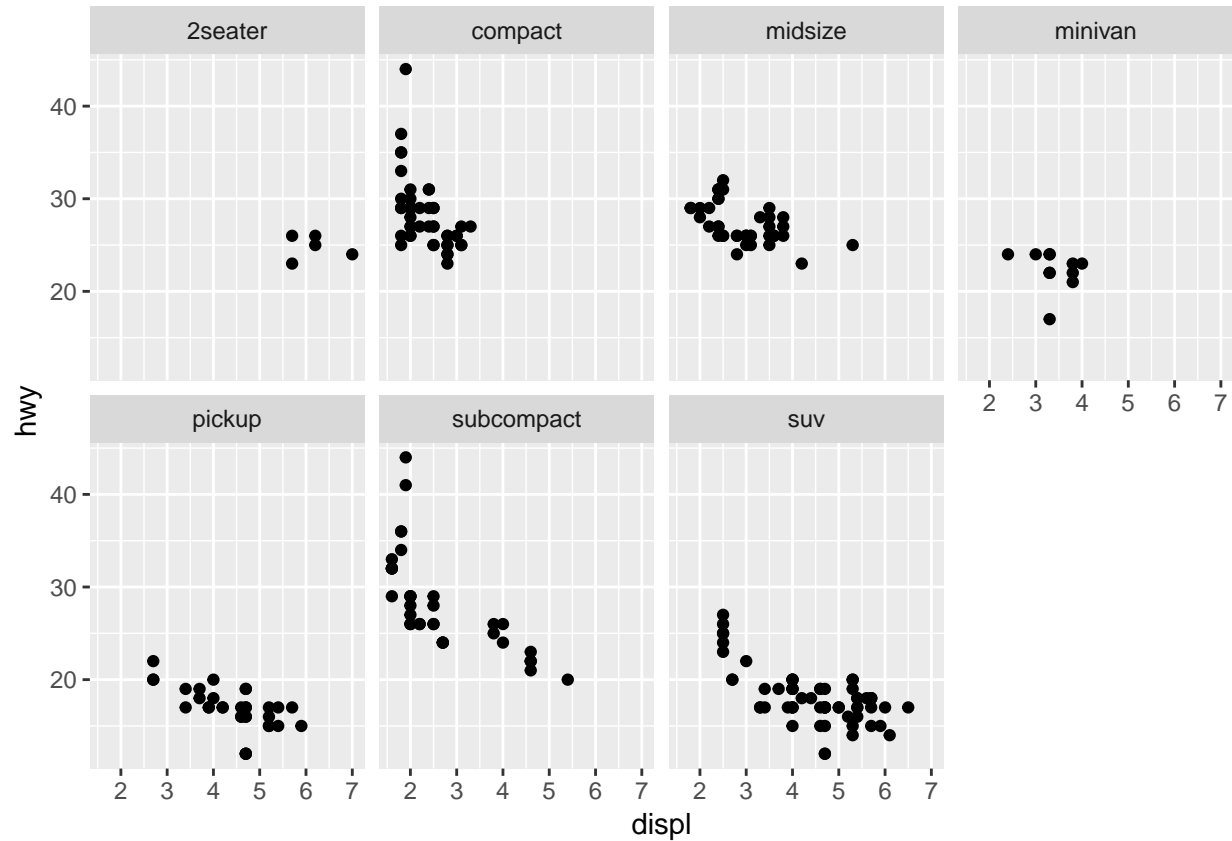 2seater compact midsize minivan
40
30
20
2 3 4 5 6 7
hwy
pickup subcompact suv
40
30
20
2 3 4 5 6 7 2 3 4 5 6 7 2 3 4 5 6 7
displ